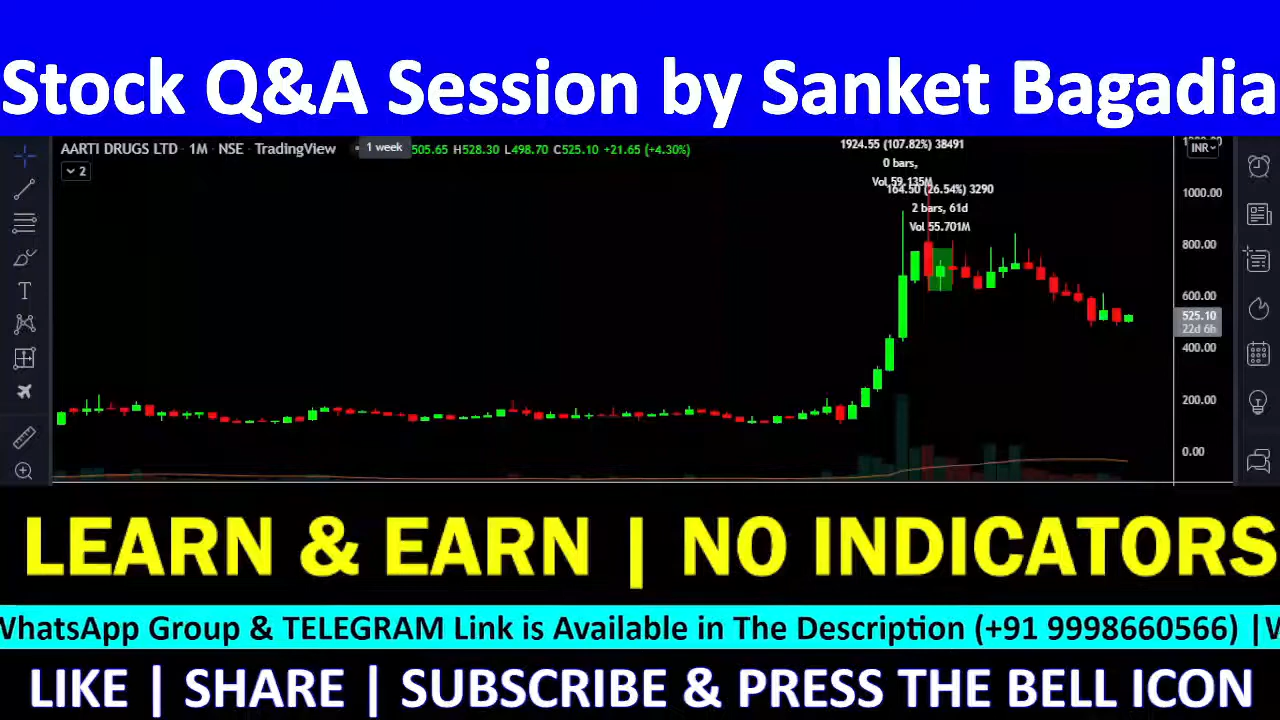 Stock Q&A Session by Sanket Bagadia
AARTI DRUGS LTD · 1M · NSE · TradingView
1 week
505.65 H528.30 L498.70 C525.10 +21.65 (+4.30%)
2
1924.55 (107.82%) 38491
0 bars,
Vol 59.135M
164.50 (26.54%) 3290
2 bars, 61d
Vol 55.701M
INR
1000.00
800.00
600.00
525.10
22d 6h
400.00
200.00
0.00
LEARN & EARN | NO INDICATORS
WhatsApp Group & TELEGRAM Link is Available in The Description (+91 9998660566) |
LIKE | SHARE | SUBSCRIBE & PRESS THE BELL ICON